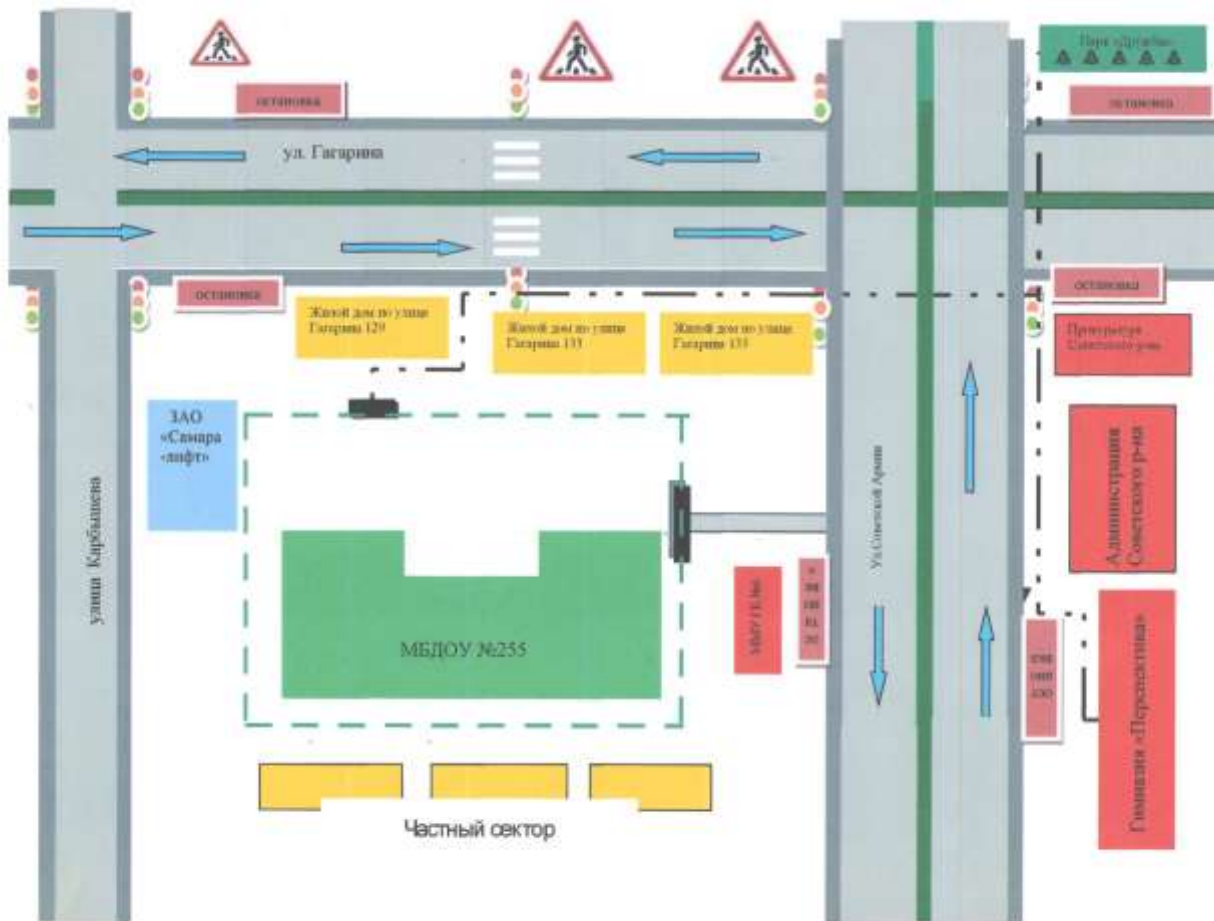 Парк «Дружба»
остановка
остановка
ул. Гагарина
остановка
остановка
Жилой дом по улице
Гагарина 129
Жилой дом по улице
Гагарина 133
Жилой дом по улице
Гагарина 135
Прокуратура
Советского р-на
ЗАО
«Самара
лифт»
улица Карбышева
Ул.Советской Армии
Администрация
Советского р-на
МБДОУ №255
Гимназия «Перспектива»
Частный сектор